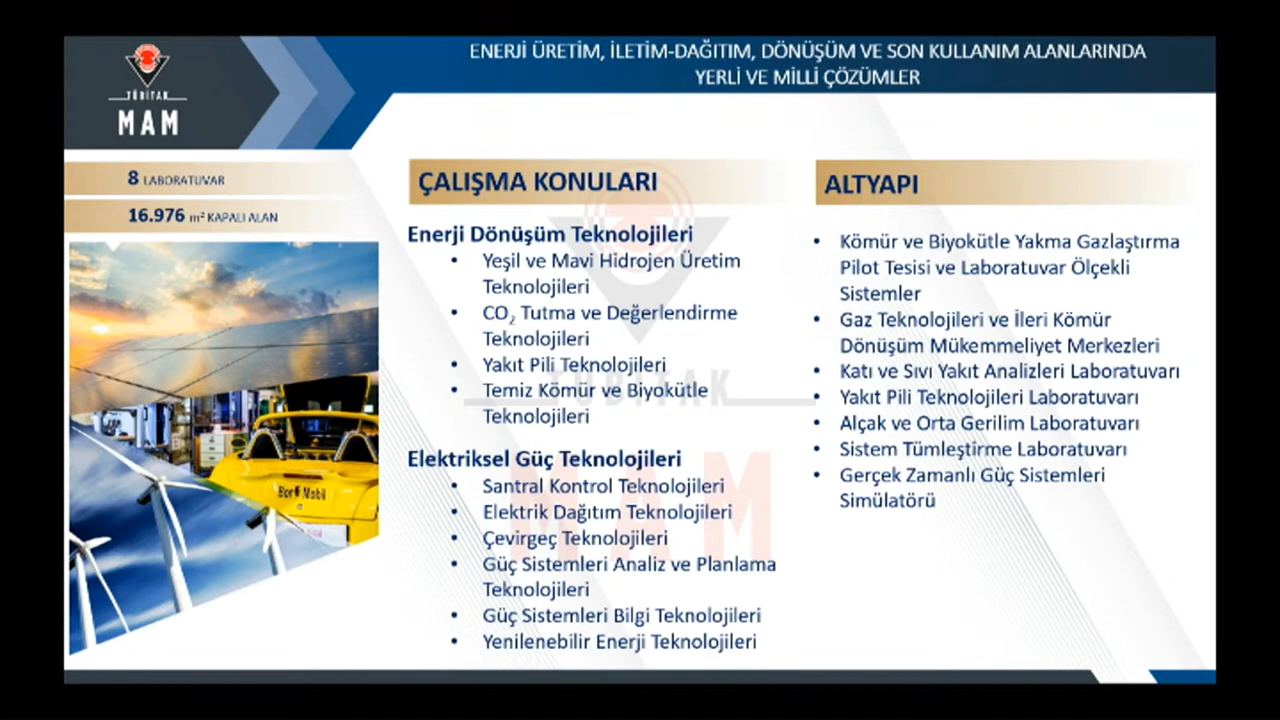 ENERJİ ÜRETİM, İLETİM-DAĞITIM, DÖNÜŞÜM VE SON KULLANIM ALANLARINDA
YERLİ VE MİLLİ ÇÖZÜMLER
TÜBİTAK
MAM
8 LABORATUVAR
16.976 m² KAPALI ALAN
Bor Mobil
ÇALIŞMA KONULARI
Enerji Dönüşüm Teknolojileri
• Yeşil ve Mavi Hidrojen Üretim
Teknolojileri
• CO₂ Tutma ve Değerlendirme
Teknolojileri
• Yakıt Pili Teknolojileri
• Temiz Kömür ve Biyokütle
Teknolojileri
Elektriksel Güç Teknolojileri
• Santral Kontrol Teknolojileri
• Elektrik Dağıtım Teknolojileri
• Çevirgeç Teknolojileri
• Güç Sistemleri Analiz ve Planlama
Teknolojileri
• Güç Sistemleri Bilgi Teknolojileri
• Yenilenebilir Enerji Teknolojileri
ALTYAPI
• Kömür ve Biyokütle Yakma Gazlaştırma
Pilot Tesisi ve Laboratuvar Ölçekli
Sistemler
• Gaz Teknolojileri ve İleri Kömür
Dönüşüm Mükemmeliyet Merkezleri
• Katı ve Sıvı Yakıt Analizleri Laboratuvarı
• Yakıt Pili Teknolojileri Laboratuvarı
• Alçak ve Orta Gerilim Laboratuvarı
• Sistem Tümleştirme Laboratuvarı
• Gerçek Zamanlı Güç Sistemleri
Simülatörü
TÜBİTAK
MAM